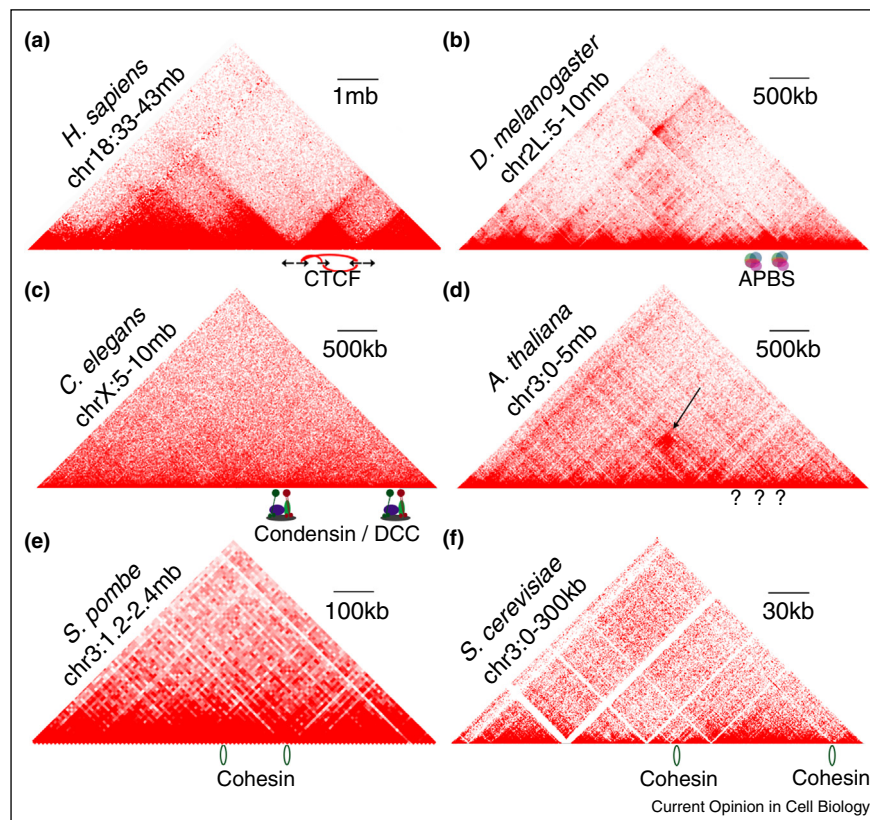 (a)
H. sapiens
chr18:33-43mb
1mb
CTCF
(b)
D. melanogaster
chr2L:5-10mb
500kb
APBS
(c)
C. elegans
chrX:5-10mb
500kb
Condensin / DCC
(d)
A. thaliana
chr3:0-5mb
500kb
? ? ?
(e)
S. pombe
chr3:1.2-2.4mb
100kb
Cohesin
(f)
S. cerevisiae
chr3:0-300kb
30kb
Cohesin
Cohesin
Current Opinion in Cell Biology